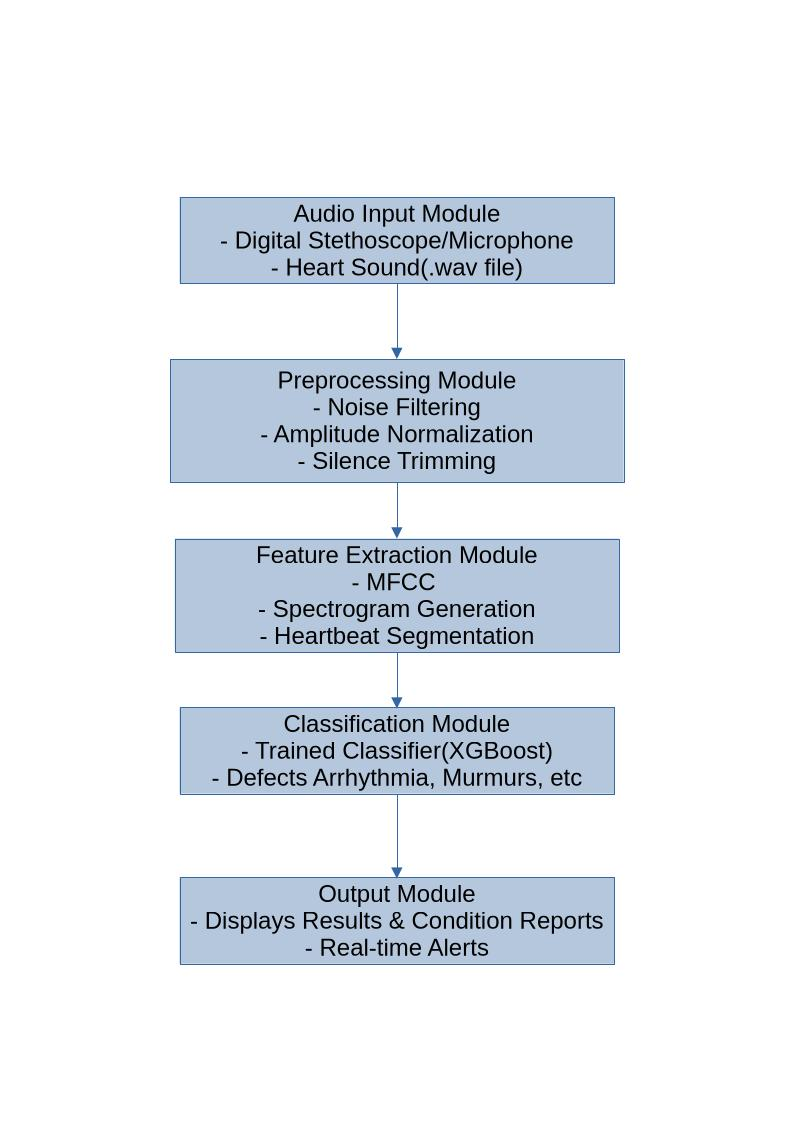 Audio Input Module
- Digital Stethoscope/Microphone
- Heart Sound(.wav file)
Preprocessing Module
- Noise Filtering
- Amplitude Normalization
- Silence Trimming
Feature Extraction Module
- MFCC
- Spectrogram Generation
- Heartbeat Segmentation
Classification Module
- Trained Classifier(XGBoost)
- Defects Arrhythmia, Murmurs, etc
Output Module
- Displays Results & Condition Reports
- Real-time Alerts